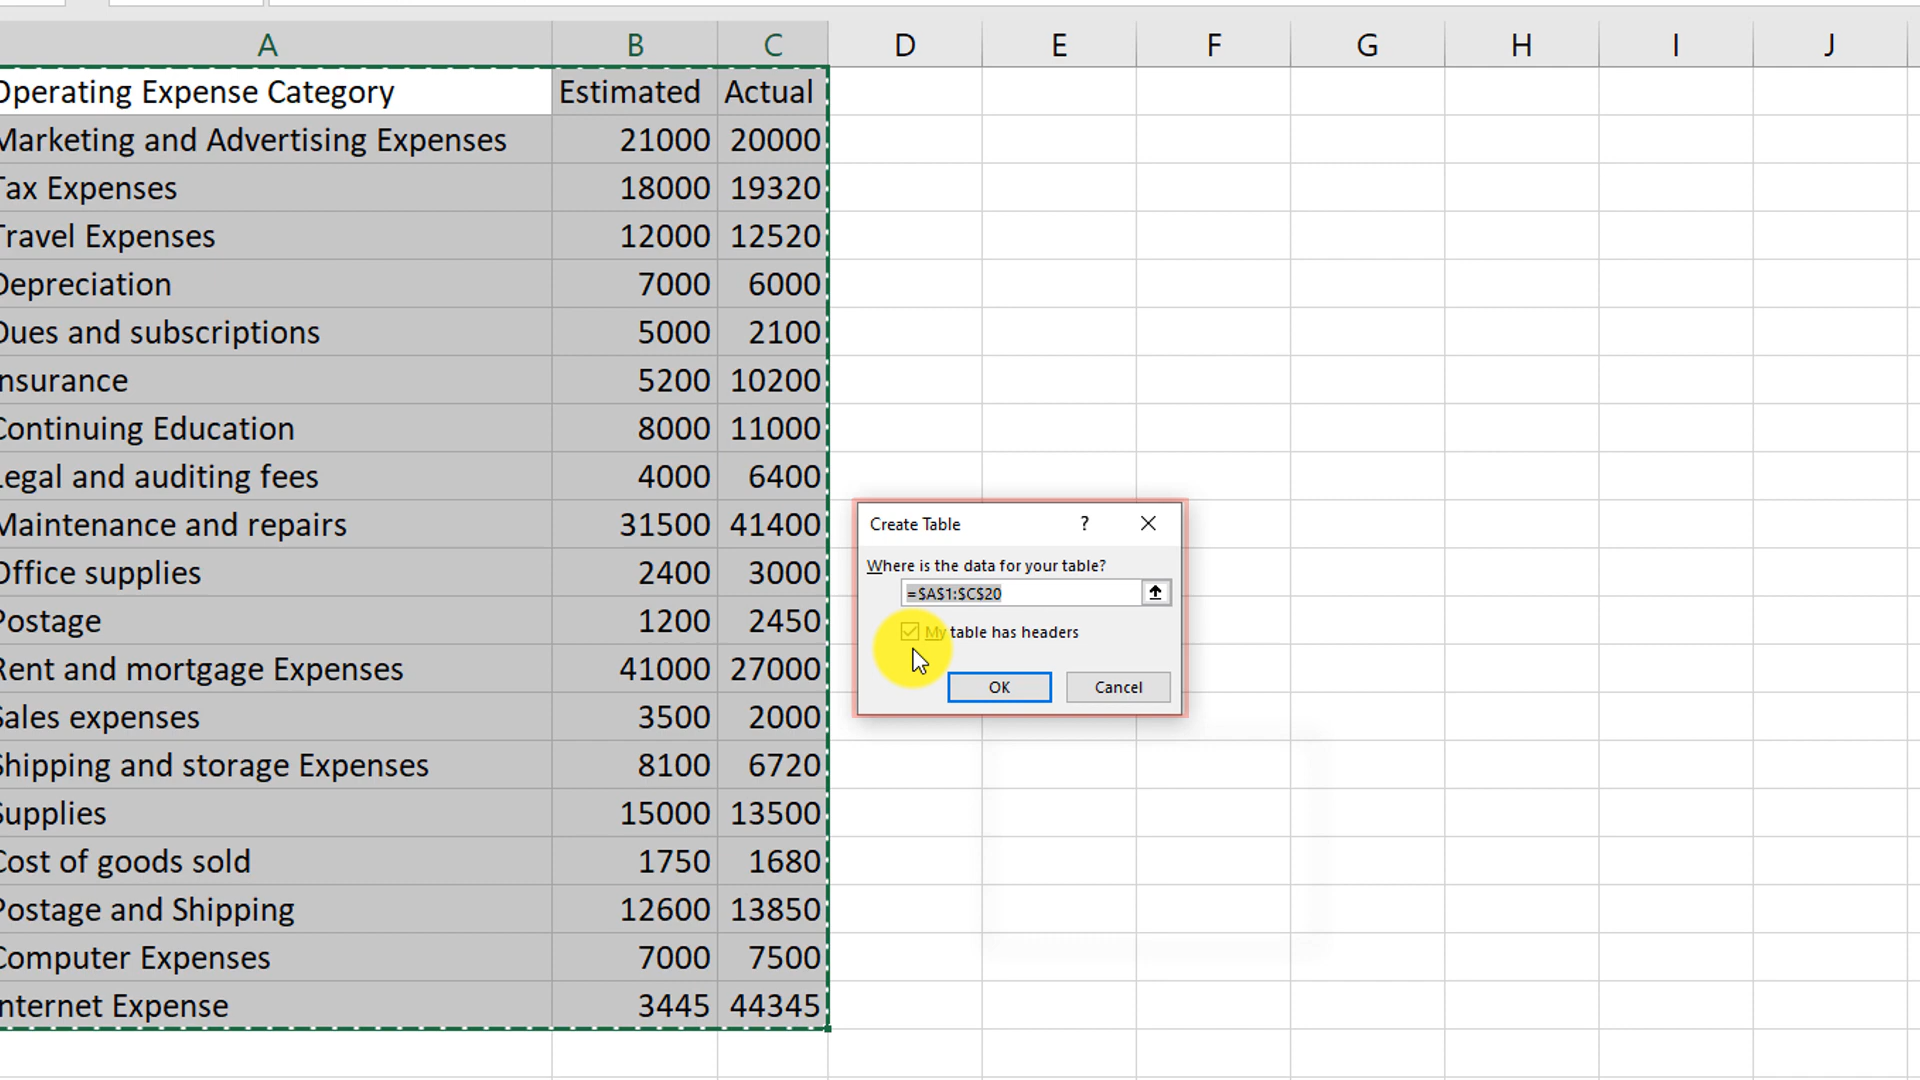 A B C D E F G H I J
Operating Expense Category Estimated Actual
Marketing and Advertising Expenses 21000 20000
Tax Expenses 18000 19320
Travel Expenses 12000 12520
Depreciation 7000 6000
Dues and subscriptions 5000 2100
Insurance 5200 10200
Continuing Education 8000 11000
Legal and auditing fees 4000 6400
Maintenance and repairs 31500 41400
Office supplies 2400 3000
Postage 1200 2450
Rent and mortgage Expenses 41000 27000
Sales expenses 3500 2000
Shipping and storage Expenses 8100 6720
Supplies 15000 13500
Cost of goods sold 1750 1680
Postage and Shipping 12600 13850
Computer Expenses 7000 7500
Internet Expense 3445 44345
Create Table ?
Where is the data for your table?
=$A$1:$C$20
My table has headers
OK Cancel